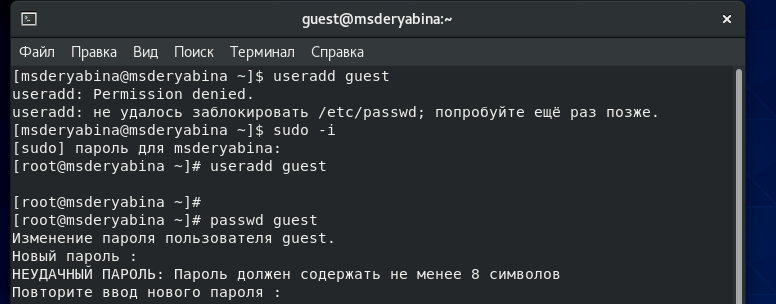 guest@msderyabina:~
Файл Правка Вид Поиск Терминал Справка
[msderyabina@msderyabina ~]$ useradd guest
useradd: Permission denied.
useradd: не удалось заблокировать /etc/passwd; попробуйте ещё раз позже.
[msderyabina@msderyabina ~]$ sudo -i
[sudo] пароль для msderyabina:
[root@msderyabina ~]# useradd guest
[root@msderyabina ~]#
[root@msderyabina ~]# passwd guest
Изменение пароля пользователя guest.
Новый пароль :
НЕУДАЧНЫЙ ПАРОЛЬ: Пароль должен содержать не менее 8 символов
Повторите ввод нового пароля :